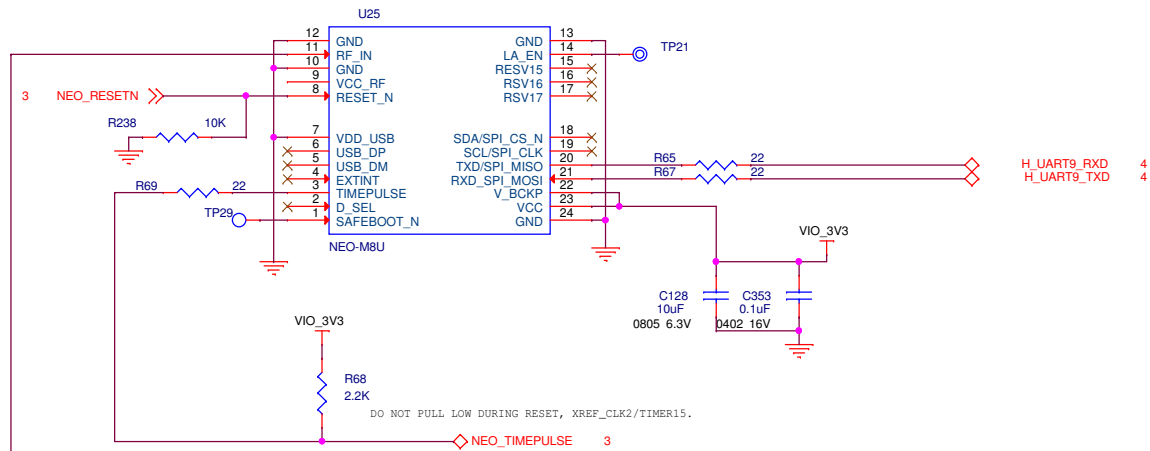 U25
12 GND GND 13
11 RF_IN LA_EN 14 TP21
10 GND RESV15 15
9 VCC_RF RSV16 16
3 NEO_RESETN 8 RESET_N RSV17 17
R238 10K
7 VDD_USB SDA/SPI_CS_N 18
6 USB_DP SCL/SPI_CLK 19
5 USB_DM TXD/SPI_MISO 20 R65 22 H_UART9_RXD 4
4 EXTINT RXD_SPI_MOSI 21 R67 22 H_UART9_TXD 4
R69 22 3 TIMEPULSE V_BCKP 22
2 D_SEL VCC 23
TP29 1 SAFEBOOT_N GND 24
NEO-M8U
VIO_3V3
C128 C353
10uF 0.1uF
0805 6.3V 0402 16V
VIO_3V3
R68
2.2K
DO NOT PULL LOW DURING RESET, XREF_CLK2/TIMER15.
NEO_TIMEPULSE 3